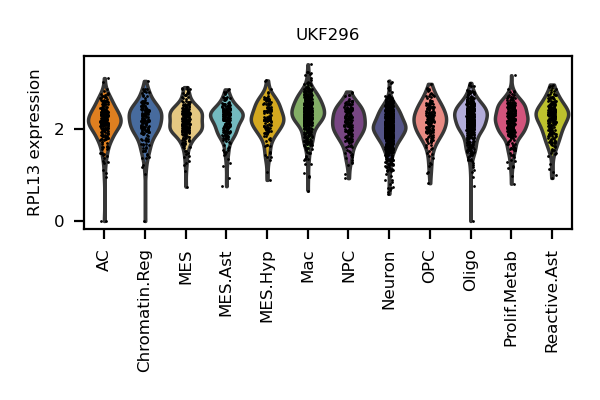 UKF296
RPL13 expression
2
0
AC
Chromatin.Reg
MES
MES.Ast
MES.Hyp
Mac
NPC
Neuron
OPC
Oligo
Prolif.Metab
Reactive.Ast